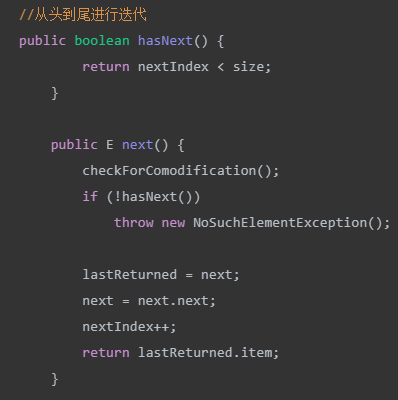 //从头到尾进行迭代
public boolean hasNext() {
        return nextIndex < size;
    }

    public E next() {
        checkForComodification();
        if (!hasNext())
            throw new NoSuchElementException();

        lastReturned = next;
        next = next.next;
        nextIndex++;
        return lastReturned.item;
    }